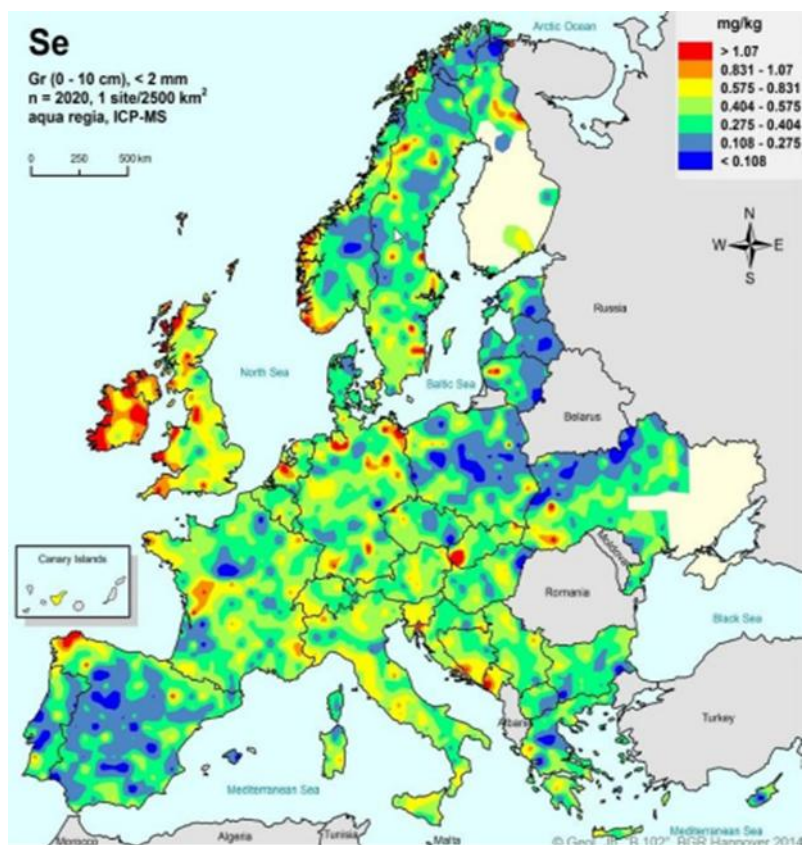 Se
Gr (0 - 10 cm), < 2 mm
n = 2020, 1 site/2500 km²
aqua regia, ICP-MS
0 500 km
Arctic Ocean
mg/kg
> 1.07
0.831 - 1.07
0.575 - 0.831
0.404 - 0.575
0.275 - 0.404
0.108 - 0.275
< 0.108
N
W E
S
Russia
North Sea
Baltic Sea
Belarus
Canary Islands
Moldova
Romania
Black Sea
Albania
Turkey
Mediterranean Sea
Mediterranean Sea
Morocco
Algeria
Tunisia
Malta
BGR Hannover 2014